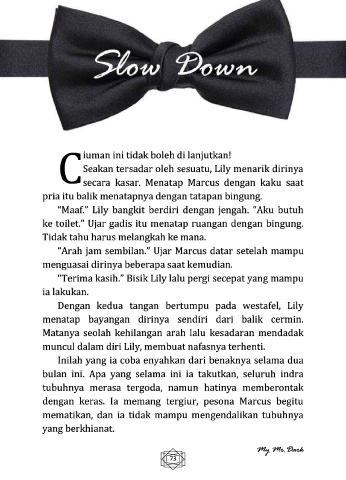 Slow Down
Ciuman ini tidak boleh di lanjutkan!
Seakan tersadar oleh sesuatu, Lily menarik dirinya
secara kasar. Menatap Marcus dengan kaku saat
pria itu balik menatapnya dengan tatapan bingung.
"Maaf." Lily bangkit berdiri dengan jengah. "Aku butuh
ke toilet." Ujar gadis itu menatap ruangan dengan bingung.
Tidak tahu harus melangkah ke mana.
"Arah jam sembilan." Ujar Marcus datar setelah mampu
menguasai dirinya beberapa saat kemudian.
"Terima kasih." Bisik Lily lalu pergi secepat yang mampu
ia lakukan.
Dengan kedua tangan bertumpu pada westafel, Lily
menatap bayangan dirinya sendiri dari balik cermin.
Matanya seolah kehilangan arah lalu kesadaran mendadak
muncul dalam diri Lily, membuat nafasnya terhenti.
Inilah yang ia coba enyahkan dari benaknya selama dua
bulan ini. Apa yang selama ini ia takutkan, seluruh indra
tubuhnya merasa tergoda, namun hatinya memberontak
dengan keras. Ia memang tergiur, pesona Marcus begitu
mematikan, dan ia tidak mampu mengendalikan tubuhnya
yang berkhianat.
73
My Mr. Dark